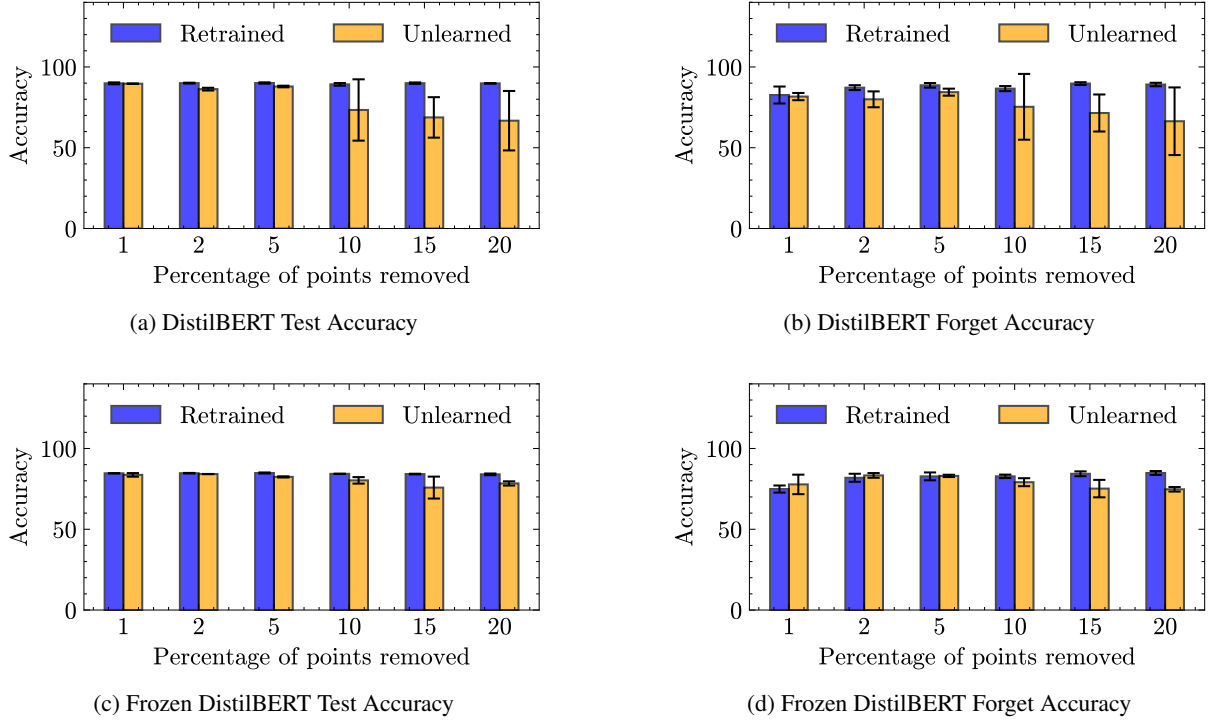 Retrained Unlearned
100
50
0
Accuracy
1 2 5 10 15 20
Percentage of points removed
(a) DistilBERT Test Accuracy
Retrained Unlearned
100
50
0
Accuracy
1 2 5 10 15 20
Percentage of points removed
(b) DistilBERT Forget Accuracy
Retrained Unlearned
100
50
0
Accuracy
1 2 5 10 15 20
Percentage of points removed
(c) Frozen DistilBERT Test Accuracy
Retrained Unlearned
100
50
0
Accuracy
1 2 5 10 15 20
Percentage of points removed
(d) Frozen DistilBERT Forget Accuracy